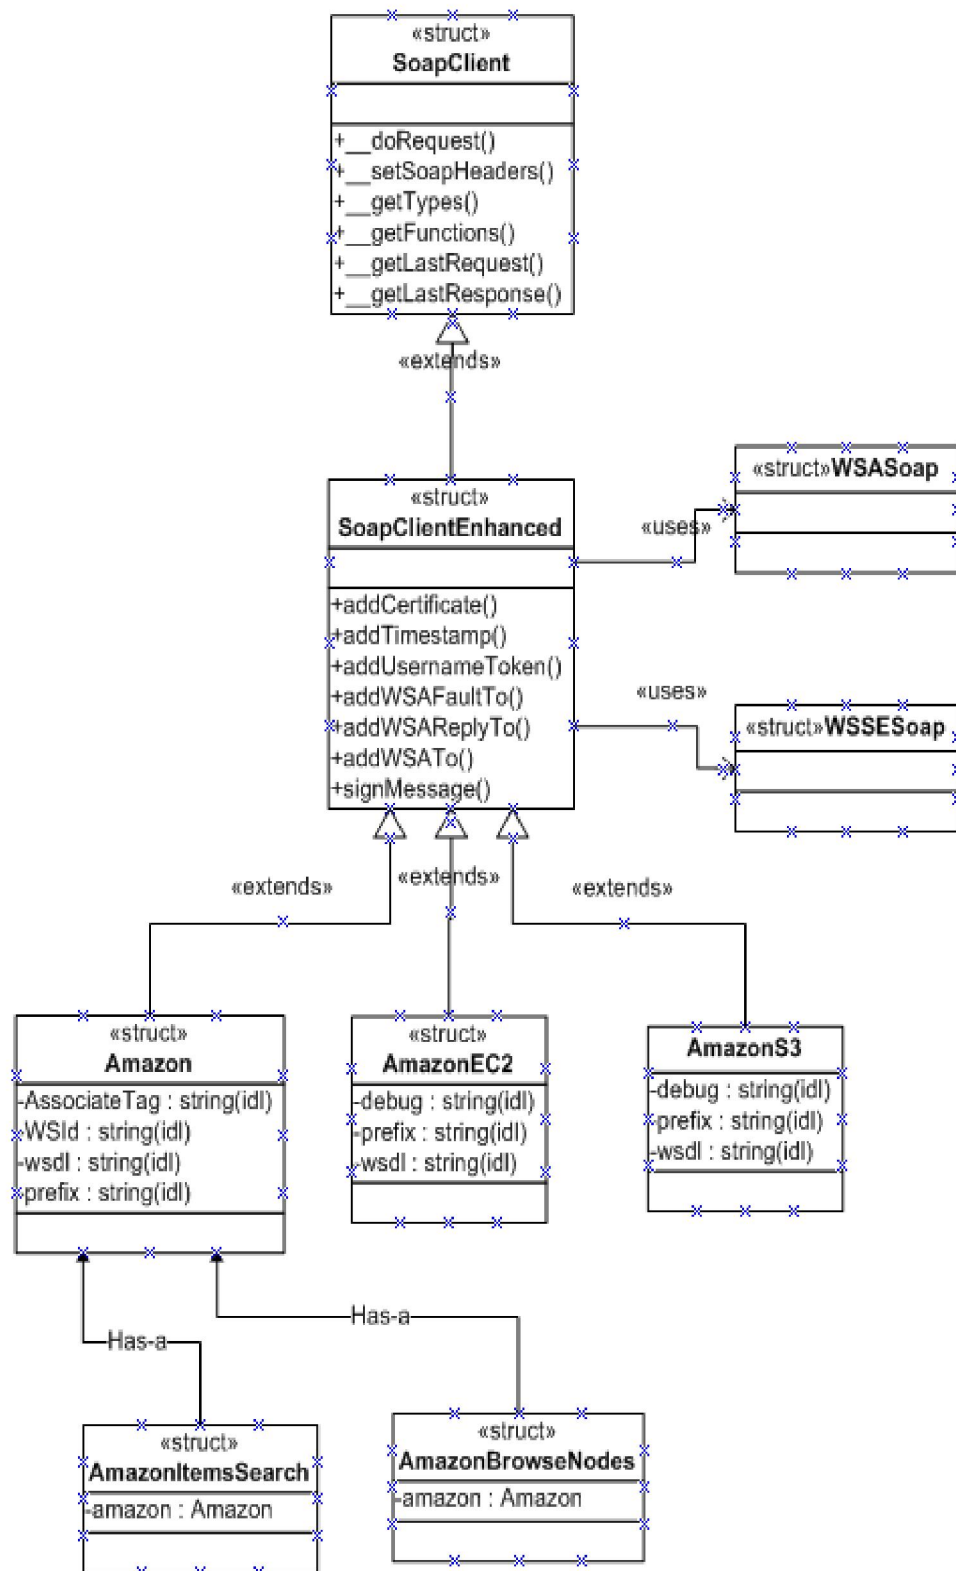 «struct»
SoapClient
+__doRequest()
+__setSoapHeaders()
+__getTypes()
+__getFunctions()
+__getLastRequest()
+__getLastResponse()
«extends»
«struct»
SoapClientEnhanced
+addCertificate()
+addTimestamp()
+addUsernameToken()
+addWSAFaultTo()
+addWSAReplyTo()
+addWSATo()
+signMessage()
«uses»
«struct»WSASoap
«uses»
«struct»WSSESoap
«extends»
«extends»
«extends»
«struct»
Amazon
-AssociateTag : string(idl)
-WSId : string(idl)
-wsdl : string(idl)
-prefix : string(idl)
«struct»
AmazonEC2
-debug : string(idl)
-prefix : string(idl)
-wsdl : string(idl)
AmazonS3
-debug : string(idl)
-prefix : string(idl)
-wsdl : string(idl)
Has-a
Has-a
«struct»
AmazonItemsSearch
-amazon : Amazon
«struct»
AmazonBrowseNodes
-amazon : Amazon